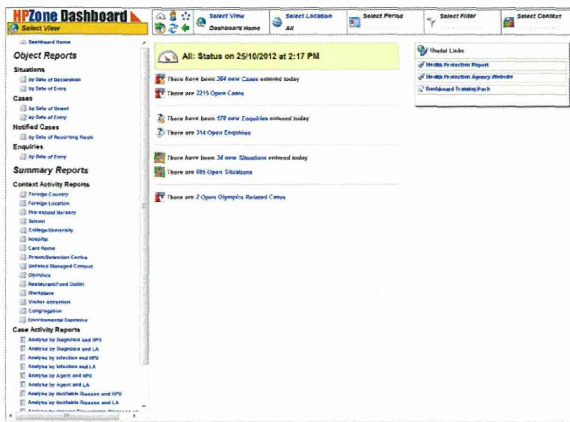 HPZone Dashboard
Select View
Select View
Dashboard Home
Select Location
All
Select Period
Select Filter
Select Context
Dashboard Home
Object Reports
Situations
by Date of Declaration
by Date of Entry
Cases
by Date of Onset
by Date of Entry
Notified Cases
by Date of Reporting Week
Enquiries
by Date of Entry
Summary Reports
Context Activity Reports
Foreign Country
Foreign Location
Pre-school Nursery
School
College/University
Hospital
Care Home
Prison/Detention Centre
Unlisted Managed Context
Olympics
Restaurant/Food Outlet
Workplace
Visitor Attraction
Congregation
Environmental Exposure
Case Activity Reports
Analyse by Diagnosis and HPU
Analyse by Diagnosis and LA
Analyse by Infection and HPU
Analyse by Infection and LA
Analyse by Agent and HPU
Analyse by Agent and LA
Analyse by Notifiable Disease and HPU
Analyse by Notifiable Disease and LA
All: Status on 25/10/2012 at 2:17 PM
There have been 264 new Cases entered today
There are 2215 Open Cases
There have been 170 new Enquiries entered today
There are 314 Open Enquiries
There have been 34 new Situations entered today
There are 695 Open Situations
There are 2 Open Olympics Related Cases
Useful Links
Health Protection Report
Health Protection Agency Website
Dashboard Training Pack